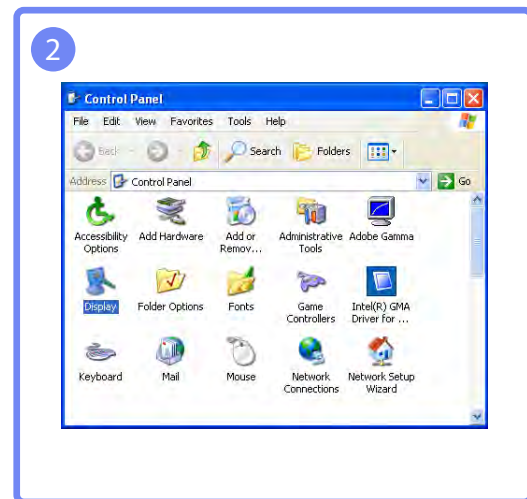 2
Control Panel
File Edit View Favorites Tools Help
Back Search Folders
Address Control Panel Go
Accessibility Options Add Hardware Add or Remov... Administrative Tools Adobe Gamma
Display Folder Options Fonts Game Controllers Intel(R) GMA Driver for ...
Keyboard Mail Mouse Network Connections Network Setup Wizard